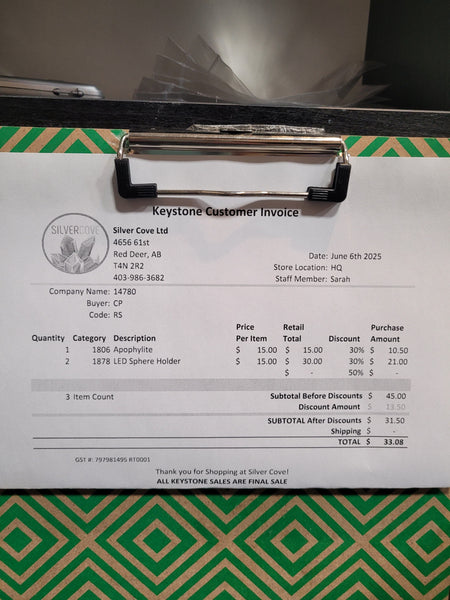 Keystone Customer Invoice
SILVERCOVE
Silver Cove Ltd
4656 61st
Red Deer, AB
T4N 2R2
403-986-3682
Date: June 6th 2025
Store Location: HQ
Staff Member: Sarah
Company Name: 14780
Buyer: CP
Code: RS
Quantity Category Description Price Per Item Retail Total Discount Purchase Amount
1 1806 Apophylite $ 15.00 $ 15.00 30% $ 10.50
2 1878 LED Sphere Holder $ 15.00 $ 30.00 30% $ 21.00
$ - 50% $ -
3 Item Count Subtotal Before Discounts $ 45.00
Discount Amount $ 13.50
SUBTOTAL After Discounts $ 31.50
Shipping $ -
TOTAL $ 33.08
GST #: 797981495 RT0001
Thank you for Shopping at Silver Cove!
ALL KEYSTONE SALES ARE FINAL SALE